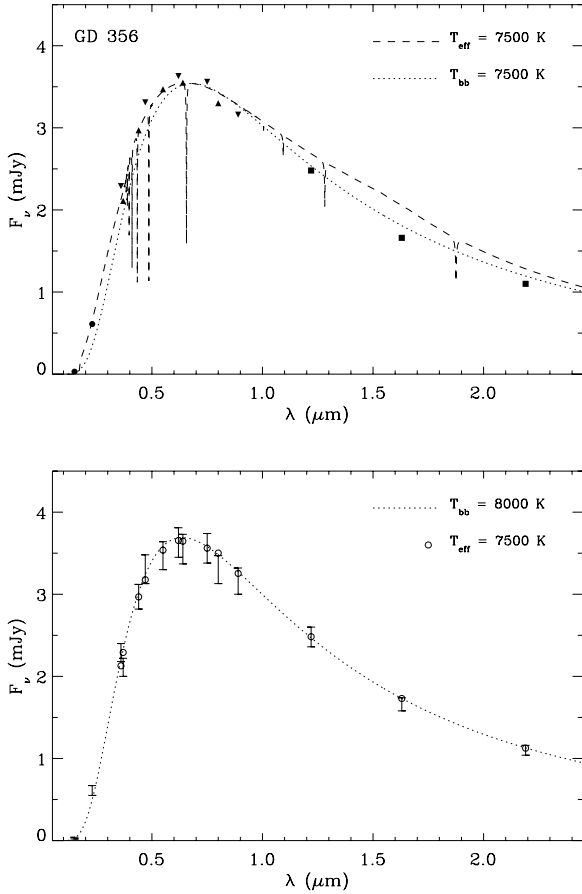 GD 356
T_eff = 7500 K
T_bb = 7500 K
F_ν (mJy)
4
3
2
1
0
0.5
1.0
1.5
2.0
λ (μm)
T_bb = 8000 K
T_eff = 7500 K
F_ν (mJy)
4
3
2
1
0
0.5
1.0
1.5
2.0
λ (μm)